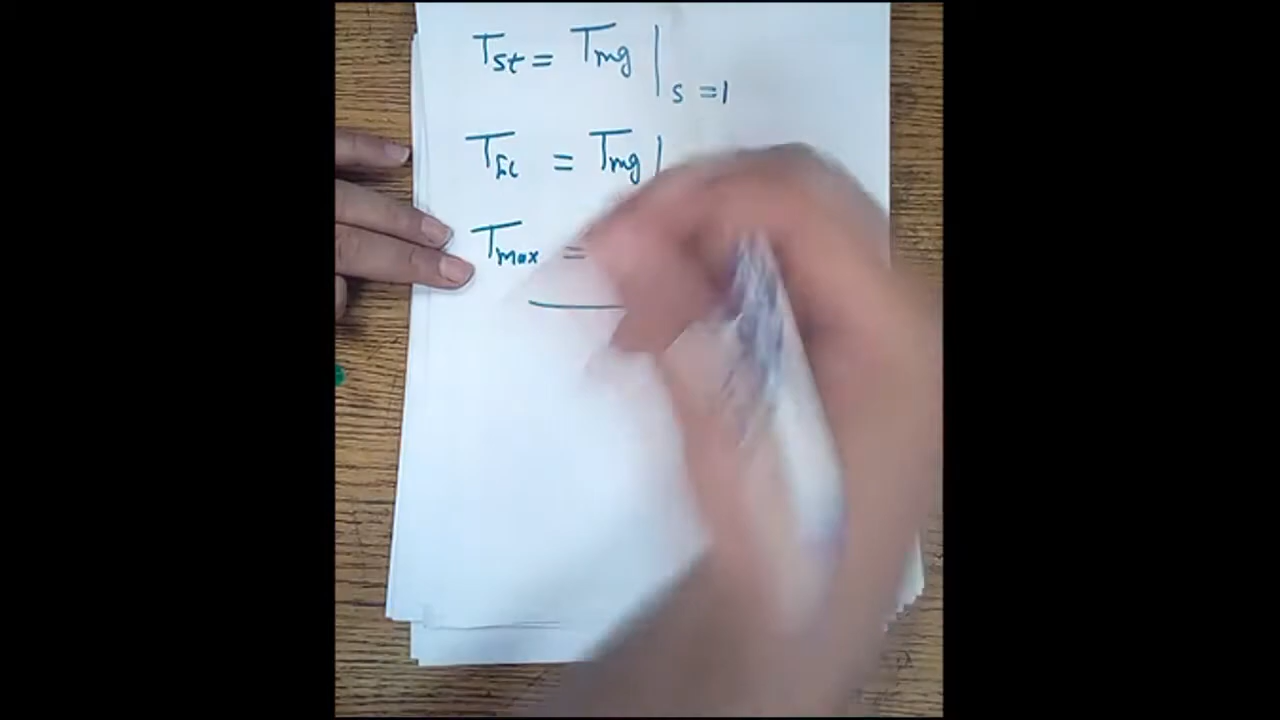 Tst = Tmg | s = 1
TFL = Tmg |
Tmax =